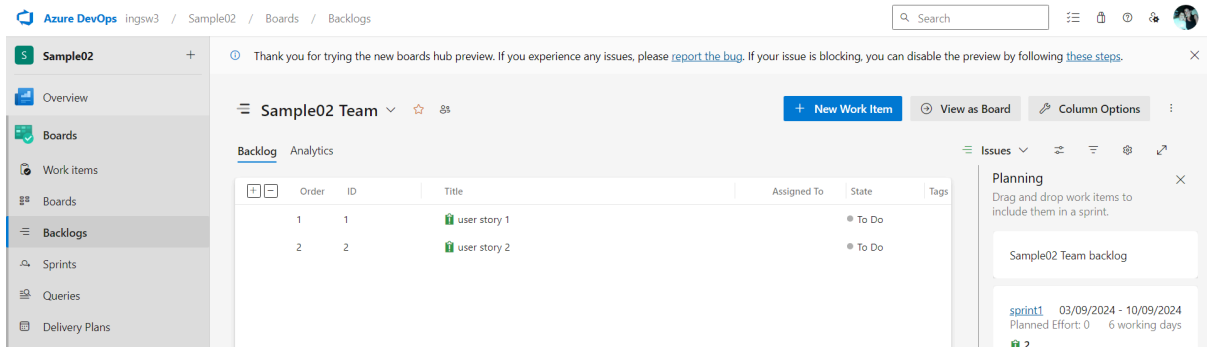 Azure DevOps ingsw3 / Sample02 / Boards / Backlogs
Search
S Sample02 +
Thank you for trying the new boards hub preview. If you experience any issues, please report the bug. If your issue is blocking, you can disable the preview by following these steps.
Overview
Boards
Work items
Boards
Backlogs
Sprints
Queries
Delivery Plans
Sample02 Team
+ New Work Item
View as Board
Column Options
Backlog Analytics
Issues
Order ID Title Assigned To State Tags
1 1 user story 1 To Do
2 2 user story 2 To Do
Planning
Drag and drop work items to
include them in a sprint.
Sample02 Team backlog
sprint1 03/09/2024 - 10/09/2024
Planned Effort: 0 6 working days
2